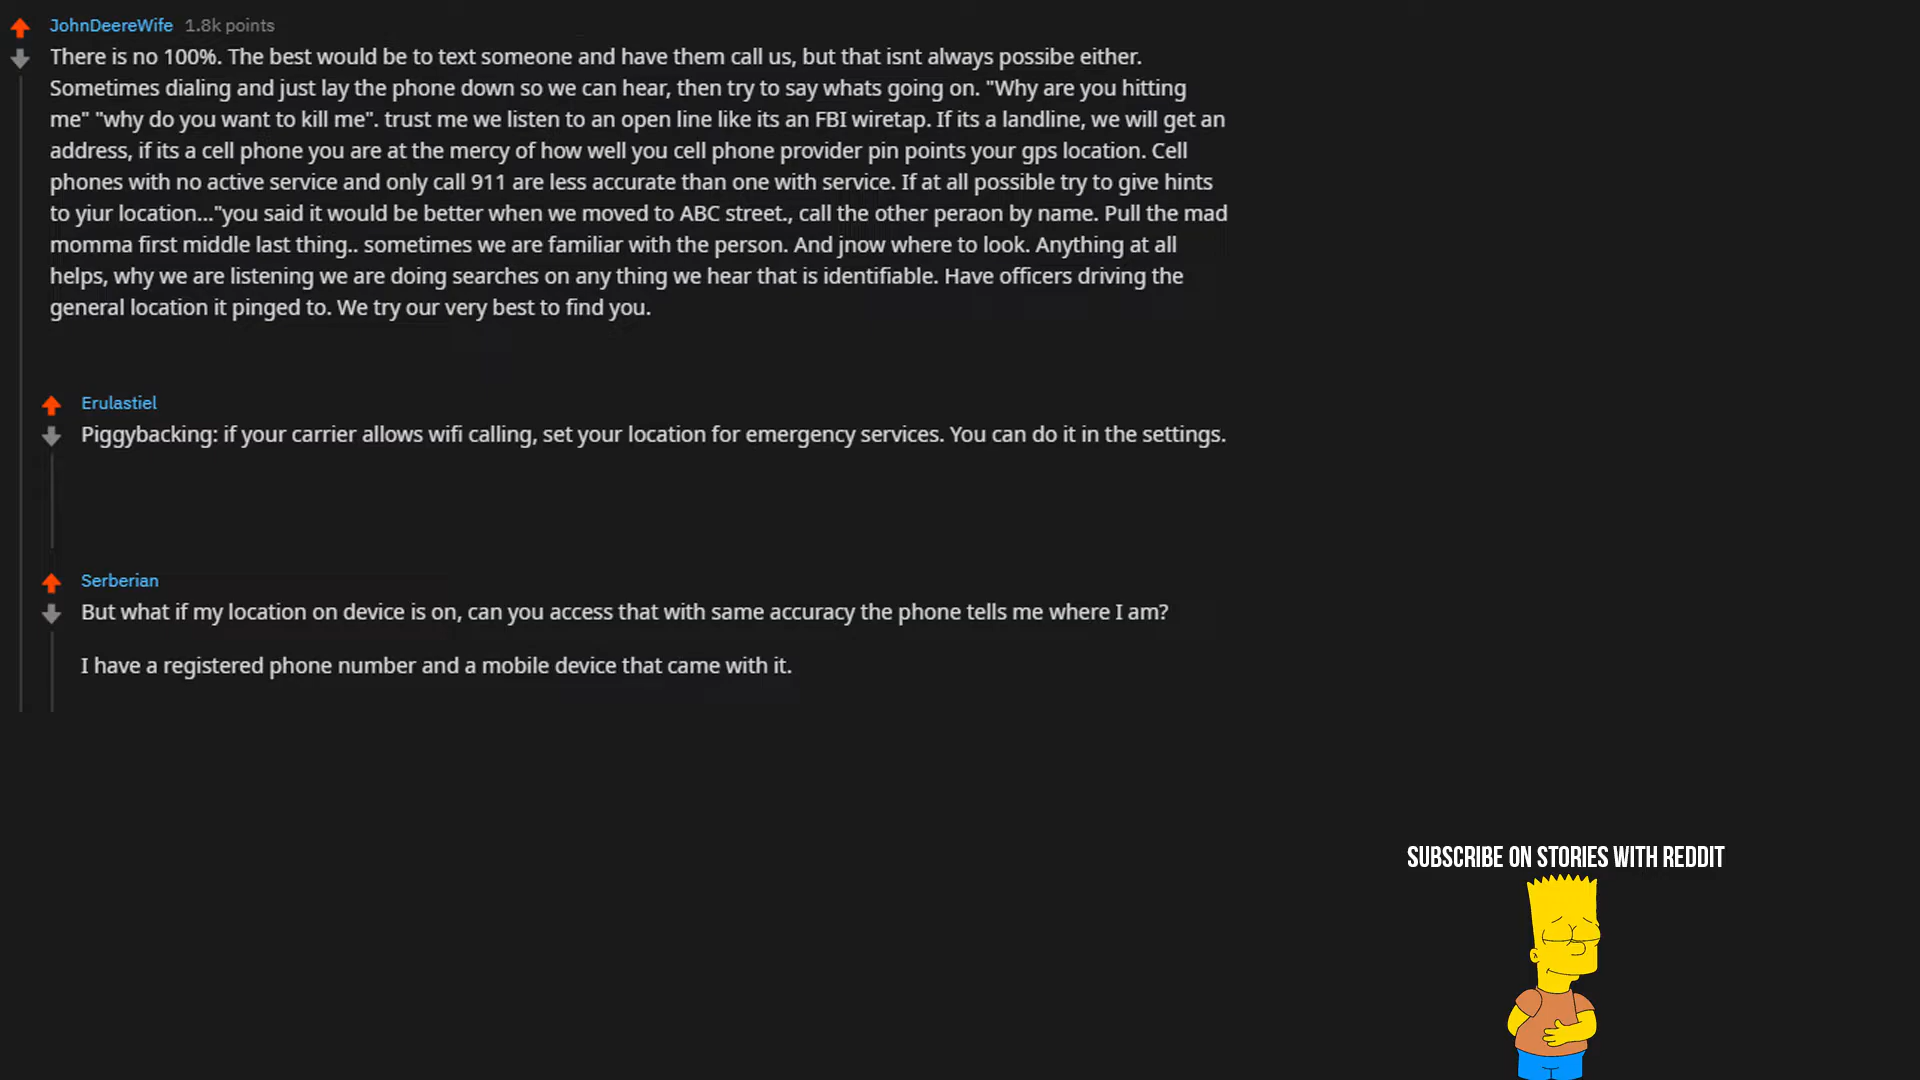 JohnDeereWife 1.8k points
There is no 100%. The best would be to text someone and have them call us, but that isnt always possibe either.
Sometimes dialing and just lay the phone down so we can hear, then try to say whats going on. "Why are you hitting
me" "why do you want to kill me". trust me we listen to an open line like its an FBI wiretap. If its a landline, we will get an
address, if its a cell phone you are at the mercy of how well you cell phone provider pin points your gps location. Cell
phones with no active service and only call 911 are less accurate than one with service. If at all possible try to give hints
to yiur location..."you said it would be better when we moved to ABC street., call the other peraon by name. Pull the mad
momma first middle last thing.. sometimes we are familiar with the person. And jnow where to look. Anything at all
helps, why we are listening we are doing searches on any thing we hear that is identifiable. Have officers driving the
general location it pinged to. We try our very best to find you.
Erulastiel
Piggybacking: if your carrier allows wifi calling, set your location for emergency services. You can do it in the settings.
Serberian
But what if my location on device is on, can you access that with same accuracy the phone tells me where I am?
I have a registered phone number and a mobile device that came with it.
SUBSCRIBE ON STORIES WITH REDDIT